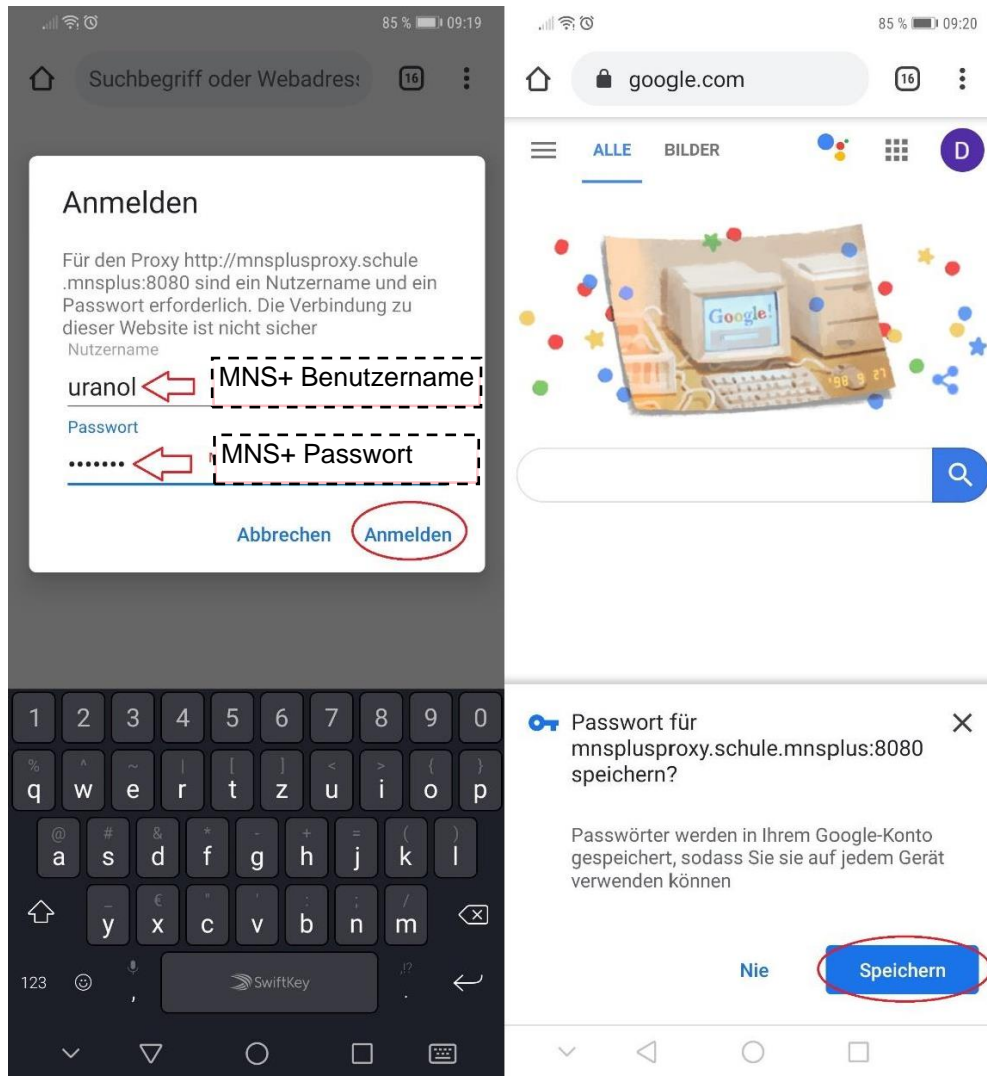 85 % 09:19
Suchbegriff oder Webadres
16
Anmelden
Für den Proxy http://mnsplusproxy.schule
.mnsplus:8080 sind ein Nutzername und ein
Passwort erforderlich. Die Verbindung zu
dieser Website ist nicht sicher
Nutzername
uranol
MNS+ Benutzername
Passwort
•••••••
MNS+ Passwort
Abbrechen Anmelden
1 2 3 4 5 6 7 8 9 0
% ^ ~ | [ ] < > { }
q w e r t z u i o p
@ # & * - + = ( )
a s d f g h j k l
_ € " ' : ; /
y x c v b n m
123 , SwiftKey ,!? .
85 % 09:20
google.com
16
ALLE BILDER
D
Google!
'98 9 27
Passwort für
mnsplusproxy.schule.mnsplus:8080
speichern?
Passwörter werden in Ihrem Google-Konto
gespeichert, sodass Sie sie auf jedem Gerät
verwenden können
Nie Speichern